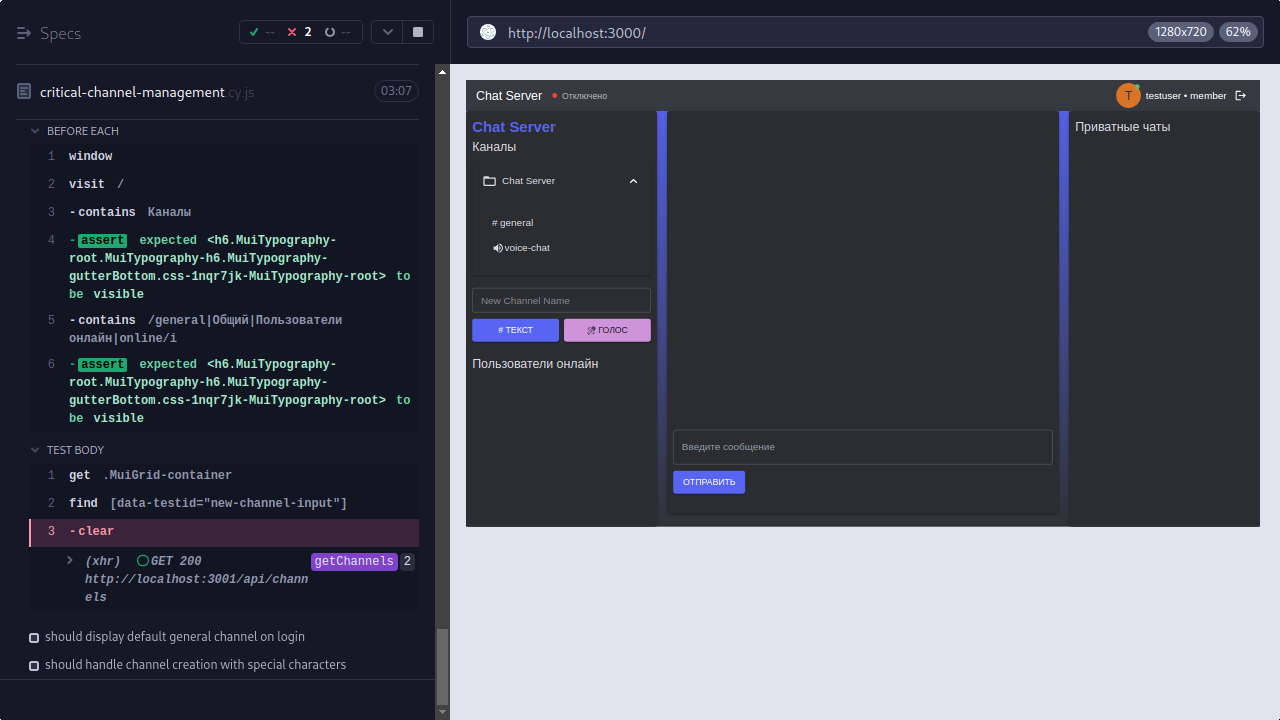 Specs
-- 2 --
http://localhost:3000/
1280x720
62%
critical-channel-management.cy.js
03:07
BEFORE EACH
1 window
2 visit /
3 -contains Каналы
4 -assert expected <h6.MuiTypography-
root.MuiTypography-h6.MuiTypography-
gutterBottom.css-1nqr7jk-MuiTypography-root> to
be visible
5 -contains /general|Общий|Пользователи
онлайн|online/i
6 -assert expected <h6.MuiTypography-
root.MuiTypography-h6.MuiTypography-
gutterBottom.css-1nqr7jk-MuiTypography-root> to
be visible
TEST BODY
1 get .MuiGrid-container
2 find [data-testid="new-channel-input"]
3 -clear
(xhr) GET 200 getChannels 2
http://localhost:3001/api/chann
els
should display default general channel on login
should handle channel creation with special characters
Chat Server
Отключено
T
testuser • member
Chat Server
Каналы
Chat Server
# general
voice-chat
New Channel Name
# ТЕКСТ
ГОЛОС
Пользователи онлайн
Введите сообщение
ОТПРАВИТЬ
Приватные чаты